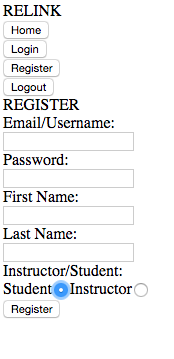 RELINK
Home
Login
Register
Logout
REGISTER
Email/Username:
Password:
First Name:
Last Name:
Instructor/Student:
Student Instructor
Register